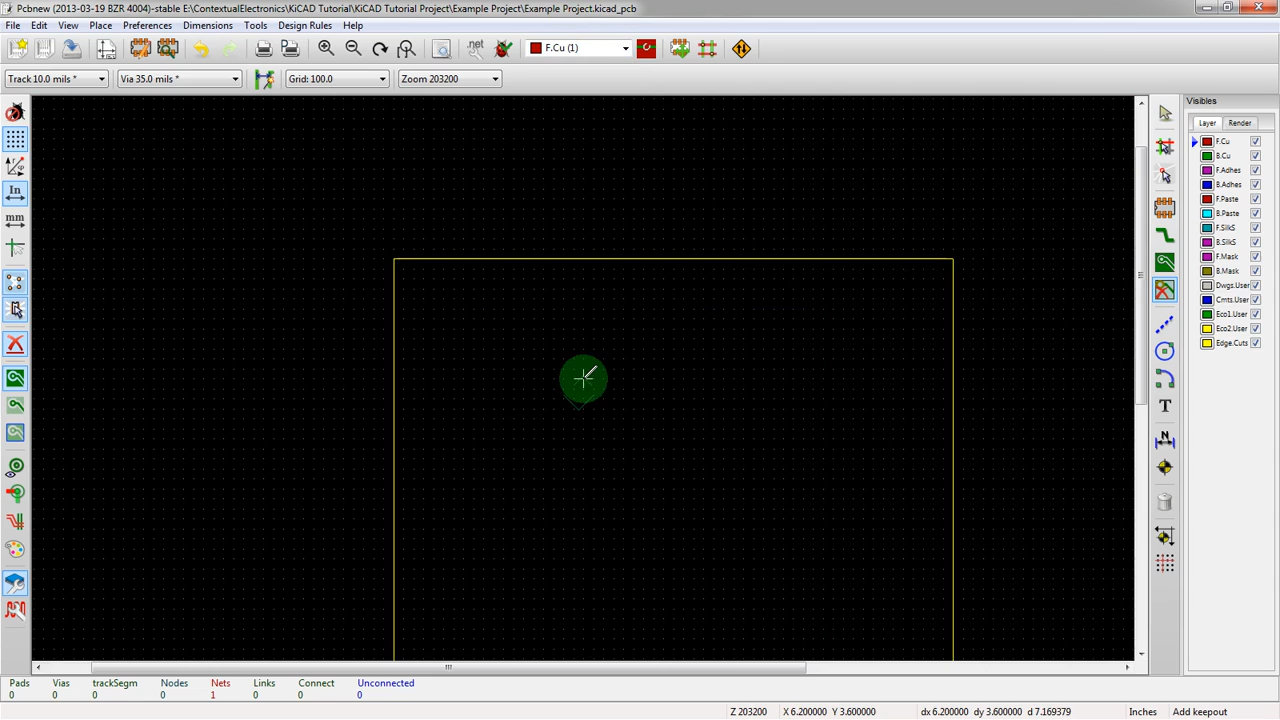 Pcbnew (2013-03-19 BZR 4004)-stable E:\ContextualElectronics\KiCAD Tutorial\KiCAD Tutorial Project\Example Project\Example Project.kicad_pcb
File Edit View Place Preferences Dimensions Tools Design Rules Help
.net F.Cu (1)
Track 10.0 mils * Via 35.0 mils * Grid: 100.0 Zoom 203200
Visibles
Layer Render
F.Cu
B.Cu
F.Adhes
B.Adhes
F.Paste
B.Paste
F.SilkS
B.SilkS
F.Mask
B.Mask
Dwgs.User
Cmts.User
Eco1.User
Eco2.User
Edge.Cuts
In
mm
T
N
Pads Vias trackSegm Nodes Nets Links Connect Unconnected
0 0 0 0 1 0 0 0
Z 203200 X 6.200000 Y 3.600000 dx 6.200000 dy 3.600000 d 7.169379 Inches Add keepout